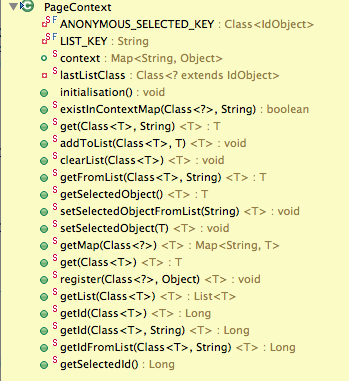 PageContext
ANONYMOUS_SELECTED_KEY : Class<IdObject>
LIST_KEY : String
context : Map<String, Object>
lastListClass : Class<? extends IdObject>
initialisation() : void
existInContextMap(Class<?>, String) : boolean
get(Class<T>, String) <T> : T
addToList(Class<T>, T) <T> : void
clearList(Class<T>) <T> : void
getFromList(Class<T>, String) <T> : T
getSelectedObject() <T> : T
setSelectedObjectFromList(String) <T> : void
setSelectedObject(T) <T> : void
getMap(Class<?>) <T> : Map<String, T>
get(Class<T>) <T> : T
register(Class<?>, Object) <T> : void
getList(Class<T>) <T> : List<T>
getId(Class<T>) <T> : Long
getId(Class<T>, String) <T> : Long
getIdFromList(Class<T>, String) <T> : Long
getSelectedId() : Long